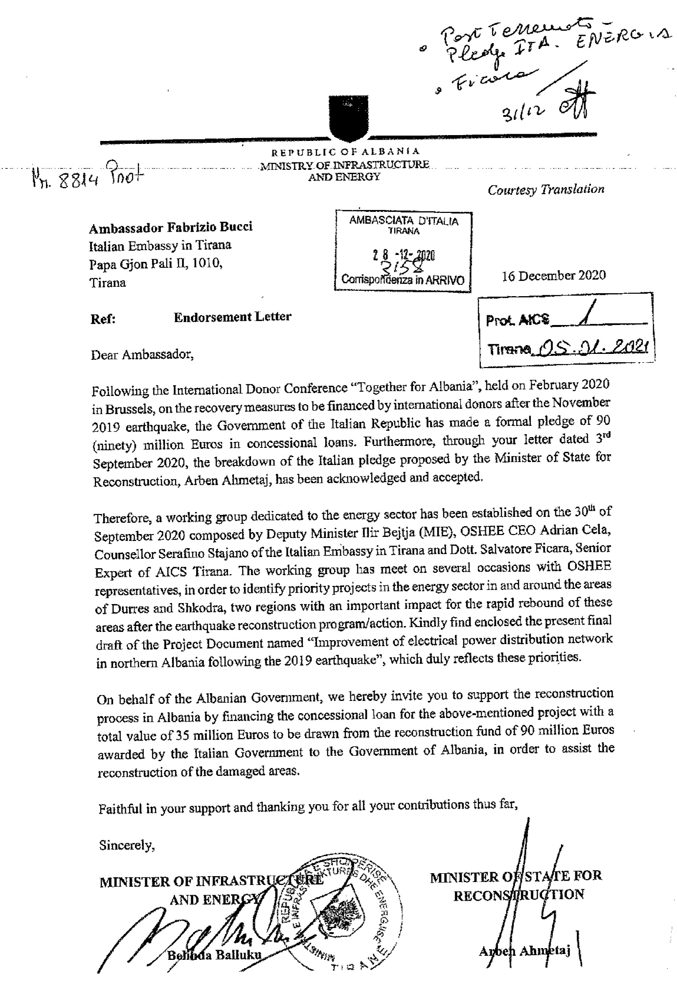 Post Terremoto -
Pledge ITA. ENERGIA
Ficara
31/12
REPUBLIC OF ALBANIA
MINISTRY OF INFRASTRUCTURE
AND ENERGY
Nr. 8814 Prot
Courtesy Translation
Ambassador Fabrizio Bucci
Italian Embassy in Tirana
Papa Gjon Pali II, 1010,
Tirana
AMBASCIATA D'ITALIA
TIRANA
28-12-2020
3158
Corrispondenza in ARRIVO
16 December 2020
Ref: Endorsement Letter
Prot. AICS 1
Tirana 05.01.2021
Dear Ambassador,
Following the International Donor Conference “Together for Albania”, held on February 2020
in Brussels, on the recovery measures to be financed by international donors after the November
2019 earthquake, the Government of the Italian Republic has made a formal pledge of 90
(ninety) million Euros in concessional loans. Furthermore, through your letter dated 3rd
September 2020, the breakdown of the Italian pledge proposed by the Minister of State for
Reconstruction, Arben Ahmetaj, has been acknowledged and accepted.
Therefore, a working group dedicated to the energy sector has been established on the 30th of
September 2020 composed by Deputy Minister Ilir Bejtja (MIE), OSHEE CEO Adrian Cela,
Counsellor Serafino Stajano of the Italian Embassy in Tirana and Dott. Salvatore Ficara, Senior
Expert of AICS Tirana. The working group has meet on several occasions with OSHEE
representatives, in order to identify priority projects in the energy sector in and around the areas
of Durres and Shkodra, two regions with an important impact for the rapid rebound of these
areas after the earthquake reconstruction program/action. Kindly find enclosed the present final
draft of the Project Document named “Improvement of electrical power distribution network
in northern Albania following the 2019 earthquake”, which duly reflects these priorities.
On behalf of the Albanian Government, we hereby invite you to support the reconstruction
process in Albania by financing the concessional loan for the above-mentioned project with a
total value of 35 million Euros to be drawn from the reconstruction fund of 90 million Euros
awarded by the Italian Government to the Government of Albania, in order to assist the
reconstruction of the damaged areas.
Faithful in your support and thanking you for all your contributions thus far,
Sincerely,
MINISTER OF INFRASTRUCTURE
AND ENERGY
Belinda Balluku
REPUBLIKA E SHQIPERISE
MINISTRIA E INFRASTRUKTURES DHE ENERGJISE
TIRANE
MINISTER OF STATE FOR
RECONSTRUCTION
Arben Ahmetaj